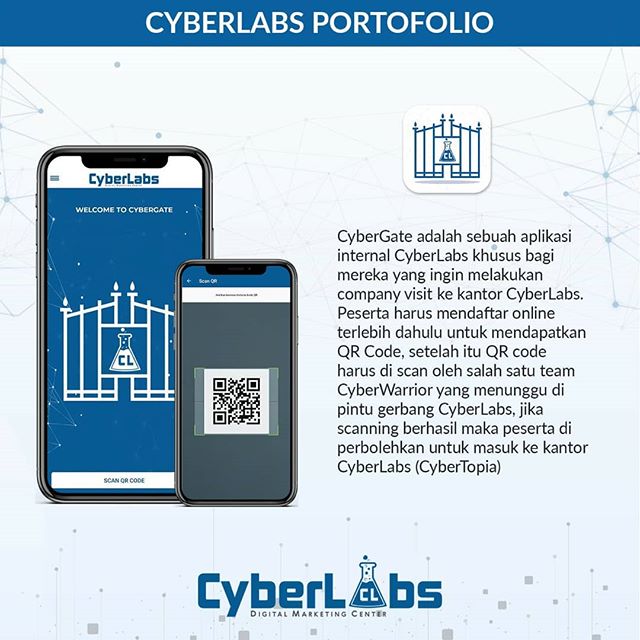 CYBERLABS PORTOFOLIO
CyberLabs
WELCOME TO CYBERGATE
CL
SCAN QR CODE
Scan QR
CL
CyberGate adalah sebuah aplikasi
internal CyberLabs khusus bagi
mereka yang ingin melakukan
company visit ke kantor CyberLabs.
Peserta harus mendaftar online
terlebih dahulu untuk mendapatkan
QR Code, setelah itu QR code
harus di scan oleh salah satu team
CyberWarrior yang menunggu di
pintu gerbang CyberLabs, jika
scanning berhasil maka peserta di
perbolehkan untuk masuk ke kantor
CyberLabs (CyberTopia)
CyberLabs
CL
DIGITAL MARKETING CENTER